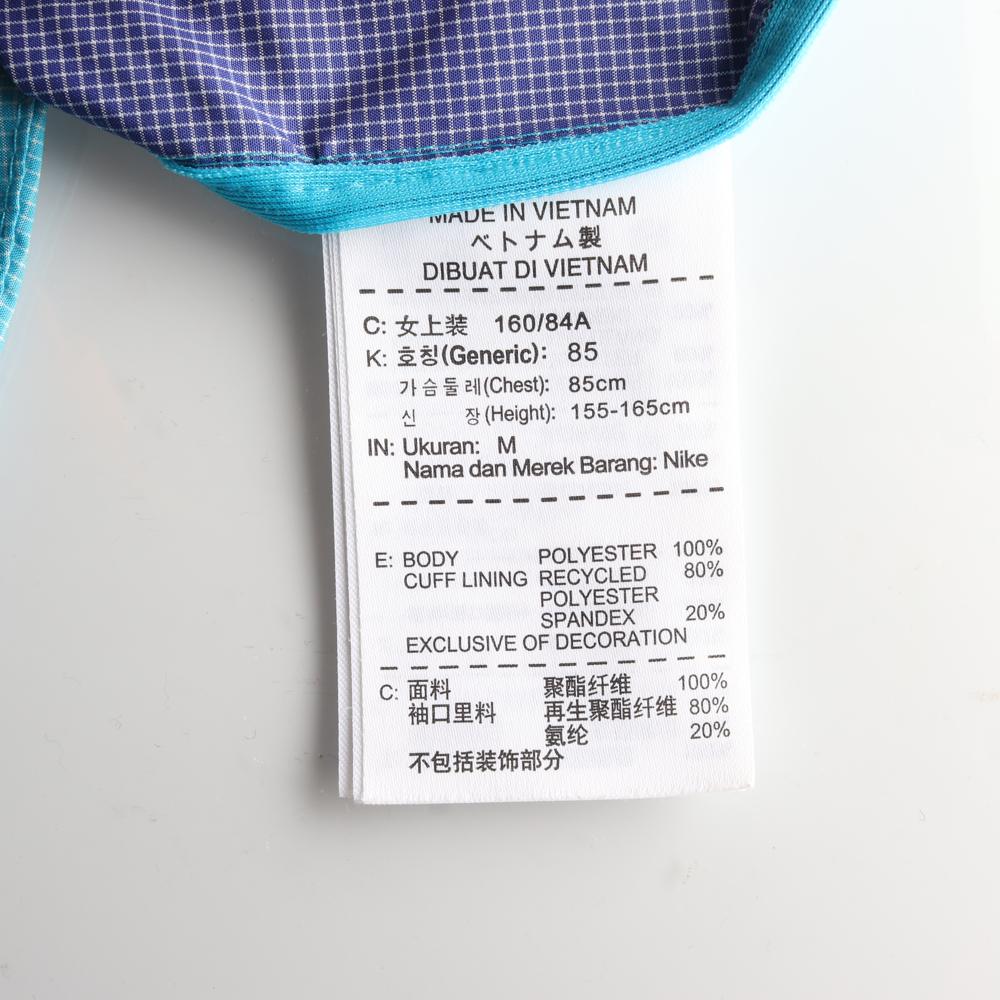 MADE IN VIETNAM
ベトナム製
DIBUAT DI VIETNAM
C: 女上装 160/84A
K: 호칭(Generic): 85
가슴둘레(Chest): 85cm
신 장(Height): 155-165cm
IN: Ukuran: M
Nama dan Merek Barang: Nike
E: BODY POLYESTER 100%
CUFF LINING RECYCLED 80%
POLYESTER
SPANDEX 20%
EXCLUSIVE OF DECORATION
C: 面料 聚酯纤维 100%
袖口里料 再生聚酯纤维 80%
氨纶 20%
不包括装饰部分